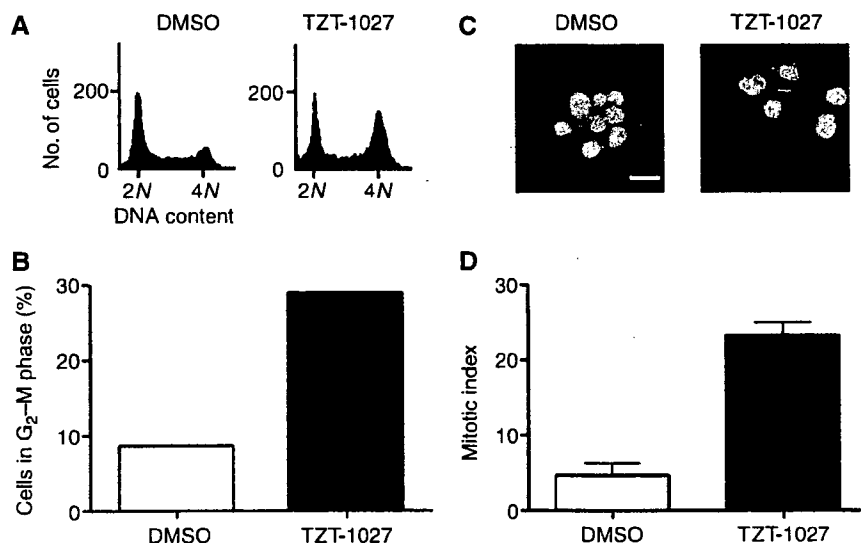 A
DMSO
TZT-1027
No. of cells
200
0
2N
4N
200
0
2N
4N
DNA content
B
Cells in G₂–M phase (%)
30
20
10
0
DMSO
TZT-1027
C
DMSO
TZT-1027
D
Mitotic index
30
20
10
0
DMSO
TZT-1027